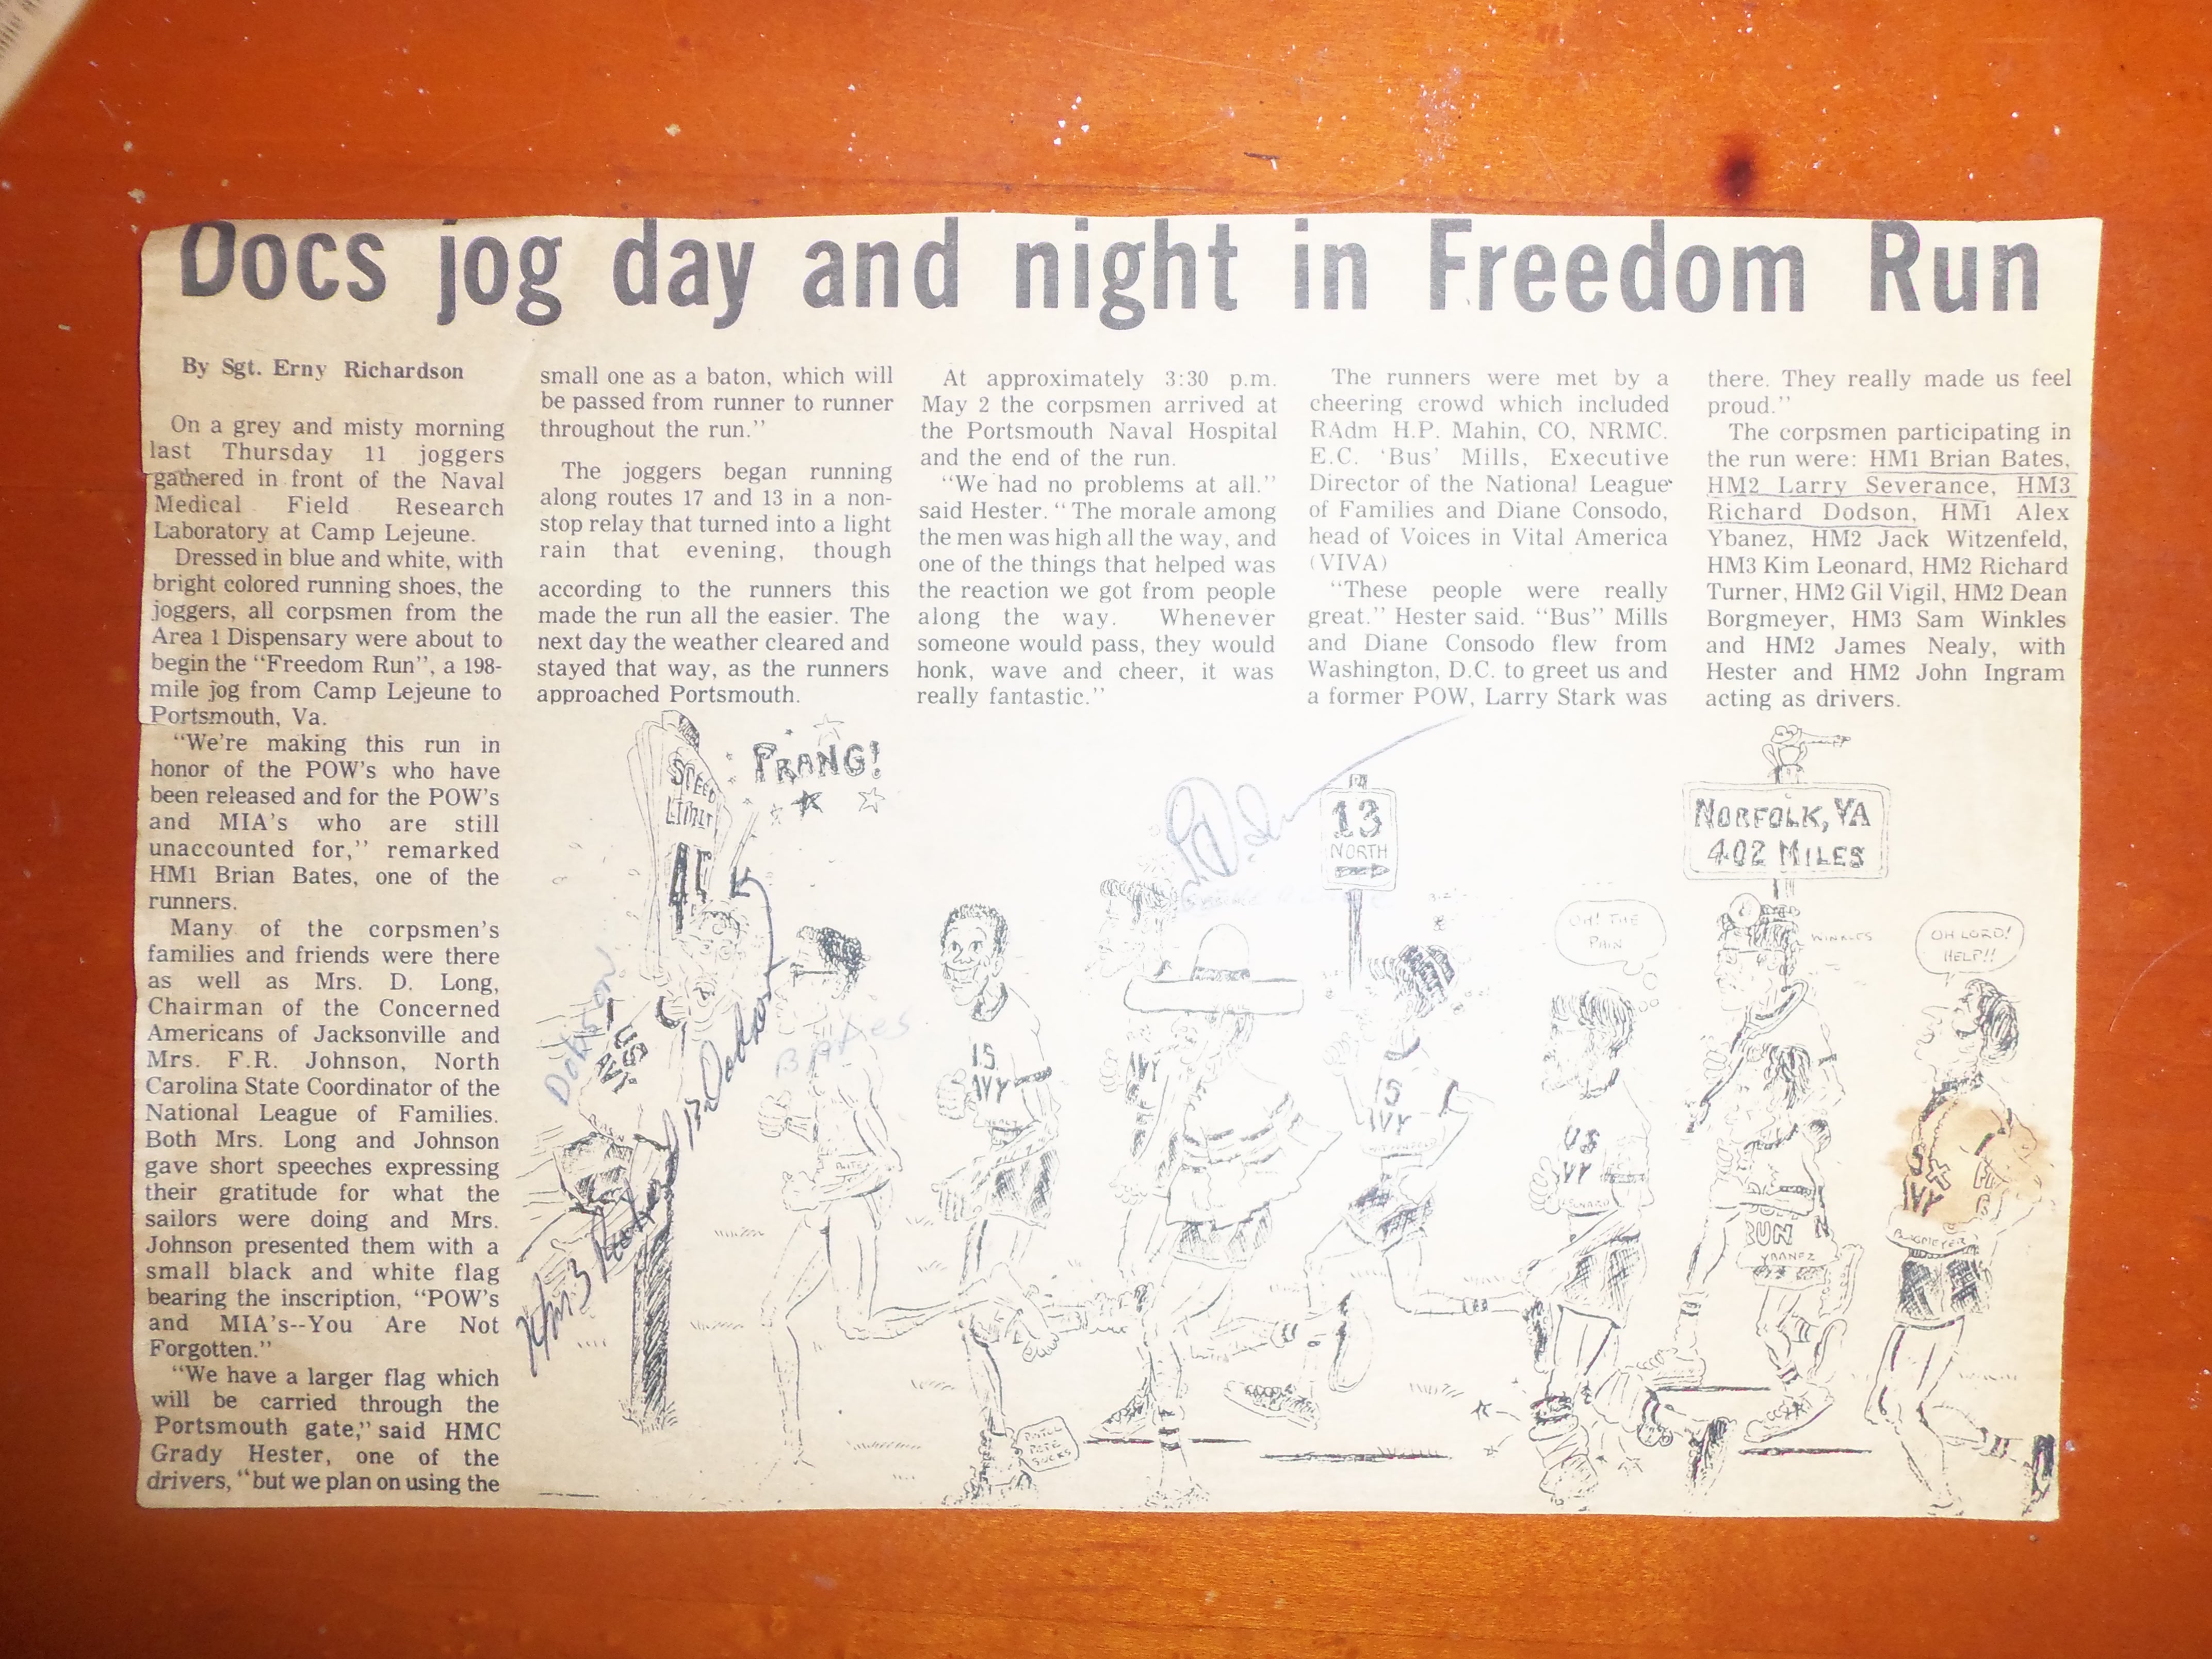 Docs jog day and night in Freedom Run
By Sgt. Erny Richardson
On a grey and misty morning
last Thursday 11 joggers
gathered in front of the Naval
Medical Field Research
Laboratory at Camp Lejeune.
Dressed in blue and white, with
bright colored running shoes, the
joggers, all corpsmen from the
Area 1 Dispensary were about to
begin the "Freedom Run", a 198-
mile jog from Camp Lejeune to
Portsmouth, Va.
"We're making this run in
honor of the POW's who have
been released and for the POW's
and MIA's who are still
unaccounted for," remarked
HM1 Brian Bates, one of the
runners.
Many of the corpsmen's
families and friends were there
as well as Mrs. D. Long,
Chairman of the Concerned
Americans of Jacksonville and
Mrs. F.R. Johnson, North
Carolina State Coordinator of the
National League of Families.
Both Mrs. Long and Johnson
gave short speeches expressing
their gratitude for what the
sailors were doing and Mrs.
Johnson presented them with a
small black and white flag
bearing the inscription, "POW's
and MIA's--You Are Not
Forgotten."
"We have a larger flag which
will be carried through the
Portsmouth gate," said HMC
Grady Hester, one of the
drivers, "but we plan on using the
small one as a baton, which will
be passed from runner to runner
throughout the run."
The joggers began running
along routes 17 and 13 in a non-
stop relay that turned into a light
rain that evening, though
according to the runners this
made the run all the easier. The
next day the weather cleared and
stayed that way, as the runners
approached Portsmouth.
At approximately 3:30 p.m.
May 2 the corpsmen arrived at
the Portsmouth Naval Hospital
and the end of the run.
"We had no problems at all."
said Hester. "The morale among
the men was high all the way, and
one of the things that helped was
the reaction we got from people
along the way. Whenever
someone would pass, they would
honk, wave and cheer, it was
really fantastic."
The runners were met by a
cheering crowd which included
RAdm H.P. Mahin, CO, NRMC.
E.C. 'Bus' Mills, Executive
Director of the National League
of Families and Diane Consodo,
head of Voices in Vital America
(VIVA)
"These people were really
great." Hester said. "Bus" Mills
and Diane Consodo flew from
Washington, D.C. to greet us and
a former POW, Larry Stark was
there. They really made us feel
proud."
The corpsmen participating in
the run were: HM1 Brian Bates,
HM2 Larry Severance, HM3
Richard Dodson, HM1 Alex
Ybanez, HM2 Jack Witzenfeld,
HM3 Kim Leonard, HM2 Richard
Turner, HM2 Gil Vigil, HM2 Dean
Borgmeyer, HM3 Sam Winkles
and HM2 James Nealy, with
Hester and HM2 John Ingram
acting as drivers.
SPEED
LIMIT
45
PRANG!
13
NORTH
NORFOLK, VA
402 MILES
OH! THE
PAIN
WINKLES
OH LORD!
HELP!!
Dodson
US
VY
Bates
IS
AVY
AVY
IS
VY
US
VY
RUN
YBANEZ
VY
BORGMEYER
HM3
Dodson
SUCKS